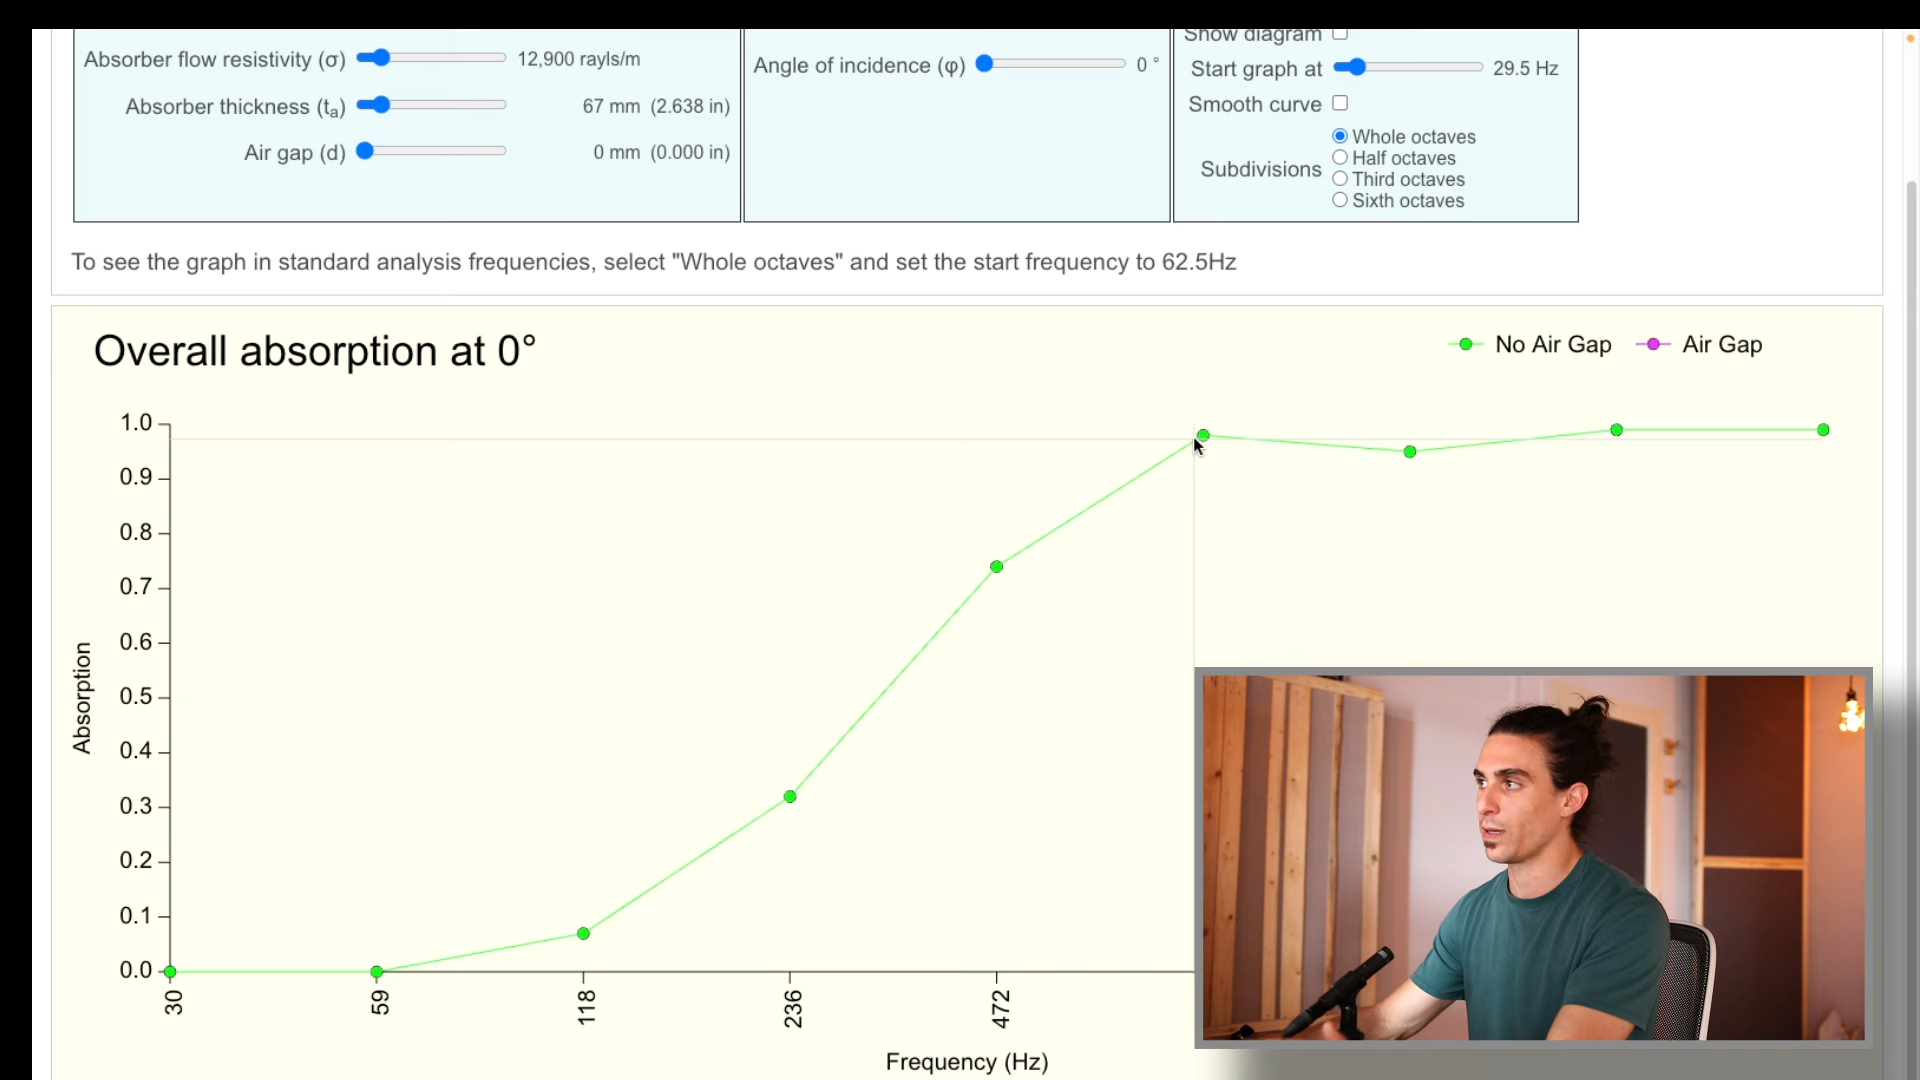 Show diagram
Absorber flow resistivity (σ) 12,900 rayls/m
Angle of incidence (φ) 0 °
Start graph at 29.5 Hz
Absorber thickness (ta) 67 mm (2.638 in)
Smooth curve
Air gap (d) 0 mm (0.000 in)
Subdivisions
Whole octaves
Half octaves
Third octaves
Sixth octaves
To see the graph in standard analysis frequencies, select "Whole octaves" and set the start frequency to 62.5Hz
Overall absorption at 0°
No Air Gap
Air Gap
1.0
0.9
0.8
0.7
0.6
0.5
0.4
0.3
0.2
0.1
0.0
Absorption
30
59
118
236
472
Frequency (Hz)